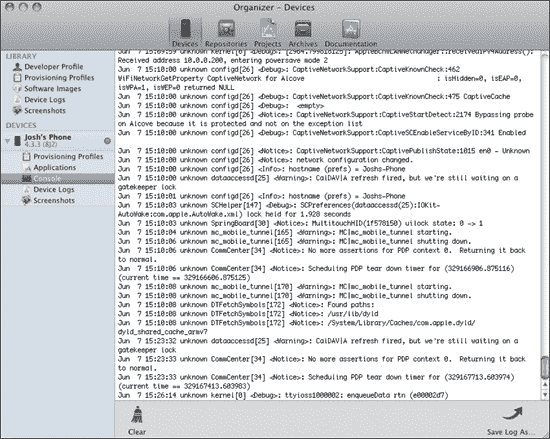 Organizer – Devices
Devices
Repositories
Projects
Archives
Documentation
LIBRARY
Developer Profile
Provisioning Profiles
Software Images
Device Logs
Screenshots
DEVICES
Josh's Phone
4.3.3 (8J2)
Provisioning Profiles
Applications
Console
Device Logs
Screenshots
Received address 10.0.0.200, entering powersave mode 2
Jun 7 15:10:00 unknown configd[26] <Debug>: CaptiveNetworkSupport:CaptiveKnownCheck:462
WiFiNetworkGetProperty CaptiveNetwork for Alcove : isHidden=0, isEAP=0,
isWPA=1, isWEP=0 returned NULL
Jun 7 15:10:00 unknown configd[26] <Debug>: CaptiveNetworkSupport:CaptiveKnownCheck:475 CaptiveCache
Jun 7 15:10:00 unknown configd[26] <Debug>: <empty>
Jun 7 15:10:00 unknown configd[26] <Notice>: CaptiveNetworkSupport:CaptiveStartDetect:2174 Bypassing probe
on Alcove because it is protected and not on the exception list
Jun 7 15:10:00 unknown configd[26] <Debug>: CaptiveNetworkSupport:CaptiveSCEnableServiceByID:341 Enabled
Jun 7 15:10:00 unknown configd[26] <Notice>: CaptiveNetworkSupport:CaptivePublishState:1015 en0 - Unknown
Jun 7 15:10:00 unknown configd[26] <Notice>: network configuration changed.
Jun 7 15:10:00 unknown configd[26] <Info>: hostname (prefs) = Joshs-Phone
Jun 7 15:10:01 unknown dataaccessd[25] <Warning>: CalDAV|A refresh fired, but we're still waiting on a
gatekeeper lock
Jun 7 15:10:01 unknown configd[26] <Info>: hostname (prefs) = Joshs-Phone
Jun 7 15:10:03 unknown SCHelper[147] <Debug>: SCPreferences(dataaccessd(25):IOKit-
AutoWake:com.apple.AutoWake.xml) lock held for 1.920 seconds
Jun 7 15:10:03 unknown SpringBoard[30] <Notice>: MultitouchHID(1f578150) uilock state: 0 -> 1
Jun 7 15:10:04 unknown mc_mobile_tunnel[165] <Warning>: MC|mc_mobile_tunnel starting.
Jun 7 15:10:06 unknown mc_mobile_tunnel[165] <Warning>: MC|mc_mobile_tunnel shutting down.
Jun 7 15:10:06 unknown CommCenter[34] <Notice>: No more assertions for PDP context 0. Returning it back
to normal.
Jun 7 15:10:06 unknown CommCenter[34] <Notice>: Scheduling PDP tear down timer for (329166906.875116)
(current time == 329166606.875125)
Jun 7 15:10:08 unknown mc_mobile_tunnel[170] <Warning>: MC|mc_mobile_tunnel starting.
Jun 7 15:10:08 unknown mc_mobile_tunnel[170] <Warning>: MC|mc_mobile_tunnel shutting down.
Jun 7 15:10:08 unknown DTFetchSymbols[172] <Notice>: Found paths:
Jun 7 15:10:08 unknown DTFetchSymbols[172] <Notice>: /usr/lib/dyld
Jun 7 15:10:08 unknown DTFetchSymbols[172] <Notice>: /System/Library/Caches/com.apple.dyld/
dyld_shared_cache_armv7
Jun 7 15:23:32 unknown dataaccessd[25] <Warning>: CalDAV|A refresh fired, but we're still waiting on a
gatekeeper lock
Jun 7 15:23:33 unknown CommCenter[34] <Notice>: No more assertions for PDP context 0. Returning it back
to normal.
Jun 7 15:23:33 unknown CommCenter[34] <Notice>: Scheduling PDP tear down timer for (329167713.603974)
(current time == 329167413.603983)
Jun 7 15:26:14 unknown kernel[0] <Debug>: ttyioss1000002: enqueueData rtn (e00002d7)
Clear
Save Log As...